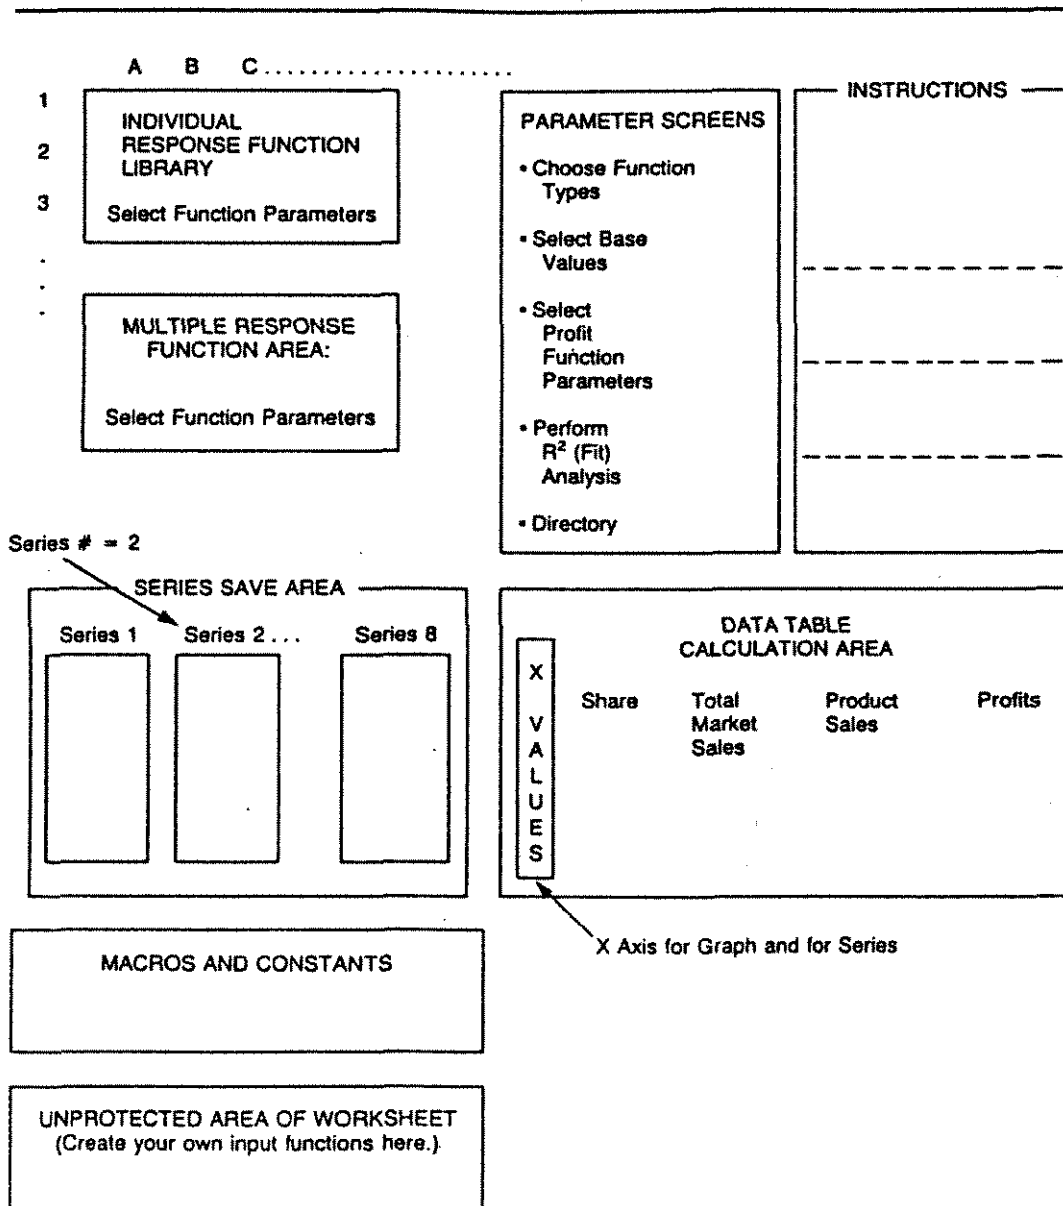 A B C......................
1
2
3
.
.
.
INDIVIDUAL
RESPONSE FUNCTION
LIBRARY
Select Function Parameters
MULTIPLE RESPONSE
FUNCTION AREA:
Select Function Parameters
PARAMETER SCREENS
• Choose Function
Types
• Select Base
Values
• Select
Profit
Function
Parameters
• Perform
R² (Fit)
Analysis
• Directory
INSTRUCTIONS
Series # = 2
SERIES SAVE AREA
Series 1 Series 2 ... Series 8
DATA TABLE
CALCULATION AREA
X
V
A
L
U
E
S
Share Total Product Profits
Market Sales
Sales
X Axis for Graph and for Series
MACROS AND CONSTANTS
UNPROTECTED AREA OF WORKSHEET
(Create your own input functions here.)